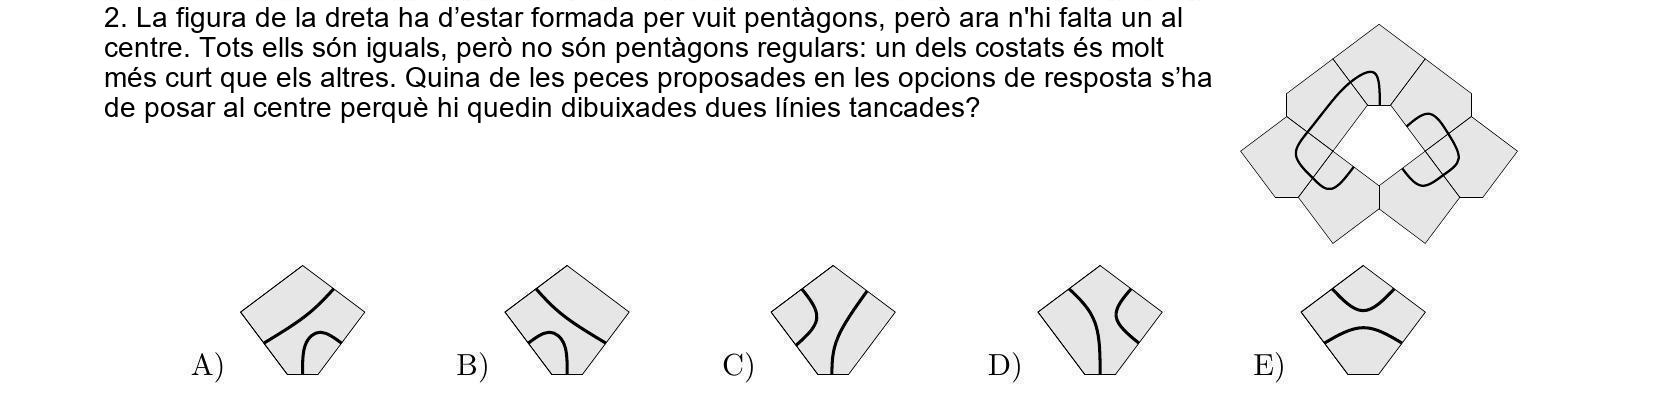 2. La figura de la dreta ha d’estar formada per vuit pentàgons, però ara n'hi falta un al
centre. Tots ells són iguals, però no són pentàgons regulars: un dels costats és molt
més curt que els altres. Quina de les peces proposades en les opcions de resposta s’ha
de posar al centre perquè hi quedin dibuixades dues línies tancades?
A) B) C) D) E)